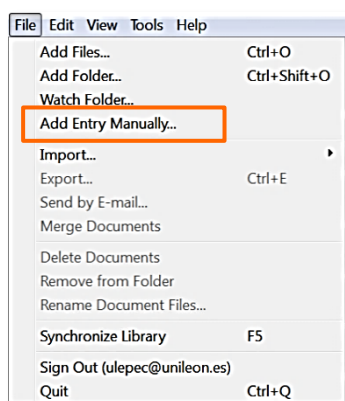 File Edit View Tools Help
Add Files... Ctrl+O
Add Folder... Ctrl+Shift+O
Watch Folder...
Add Entry Manually...
Import...
Export... Ctrl+E
Send by E-mail...
Merge Documents
Delete Documents
Remove from Folder
Rename Document Files...
Synchronize Library F5
Sign Out (ulepec@unileon.es)
Quit Ctrl+Q